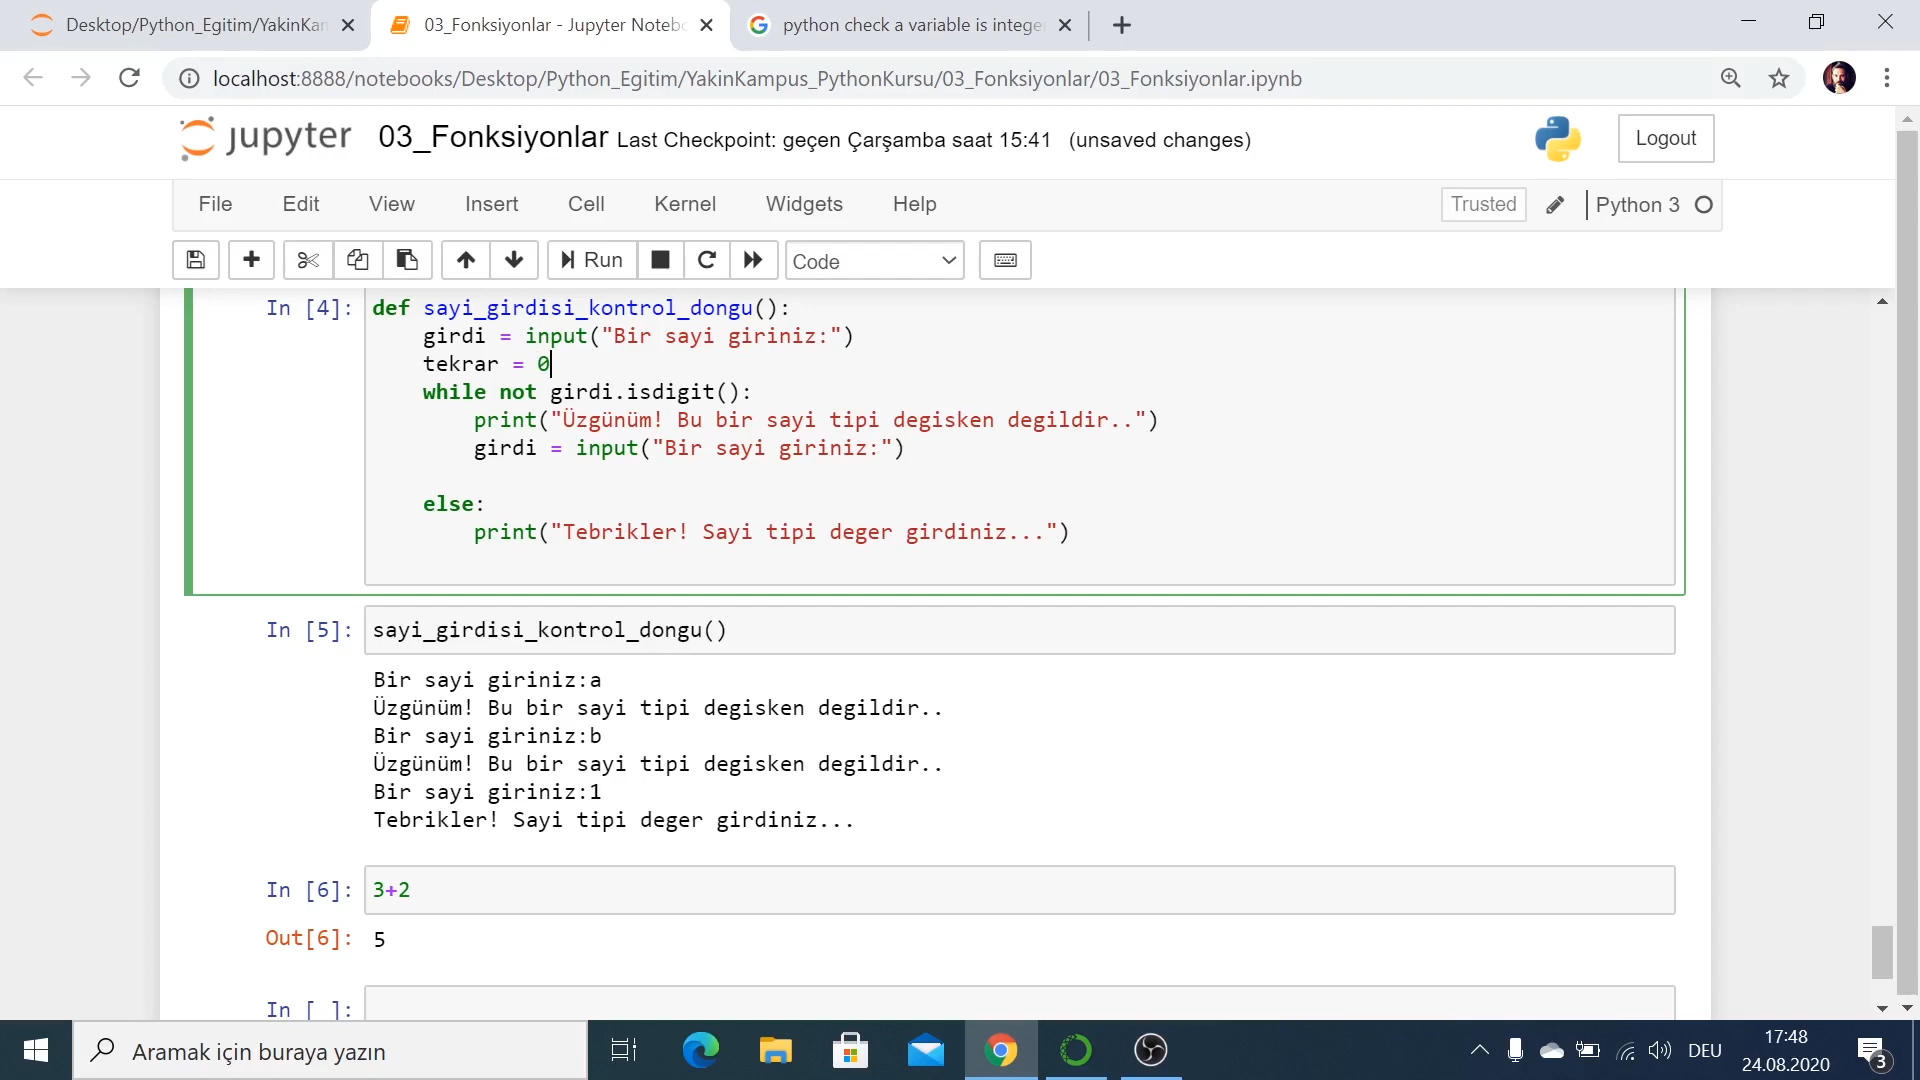 Desktop/Python_Egitim/YakinKan
03_Fonksiyonlar - Jupyter Notebo
python check a variable is intege
localhost:8888/notebooks/Desktop/Python_Egitim/YakinKampus_PythonKursu/03_Fonksiyonlar/03_Fonksiyonlar.ipynb
jupyter 03_Fonksiyonlar Last Checkpoint: geçen Çarşamba saat 15:41 (unsaved changes)
Logout
File Edit View Insert Cell Kernel Widgets Help
Trusted Python 3
Run Code
In [4]: def sayi_girdisi_kontrol_dongu():
girdi = input("Bir sayi giriniz:")
tekrar = 0
while not girdi.isdigit():
print("Üzgünüm! Bu bir sayi tipi degisken degildir..")
girdi = input("Bir sayi giriniz:")
else:
print("Tebrikler! Sayi tipi deger girdiniz...")
In [5]: sayi_girdisi_kontrol_dongu()
Bir sayi giriniz:a
Üzgünüm! Bu bir sayi tipi degisken degildir..
Bir sayi giriniz:b
Üzgünüm! Bu bir sayi tipi degisken degildir..
Bir sayi giriniz:1
Tebrikler! Sayi tipi deger girdiniz...
In [6]: 3+2
Out[6]: 5
In [ ]:
Aramak için buraya yazın
DEU
17:48
24.08.2020
3